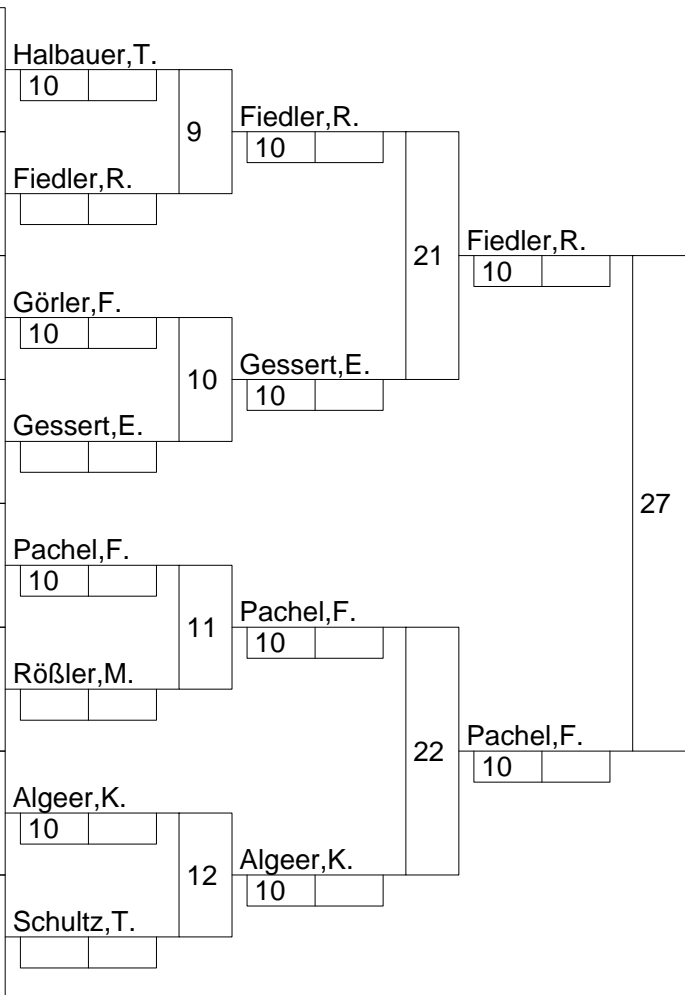 Halbauer,T.
10
9
Fiedler,R.
Fiedler,R.
10
21
Fiedler,R.
10
Görler,F.
10
10
Gessert,E.
Gessert,E.
10
27
Pachel,F.
10
11
Rößler,M.
Pachel,F.
10
22
Pachel,F.
10
Algeer,K.
10
12
Schultz,T.
Algeer,K.
10